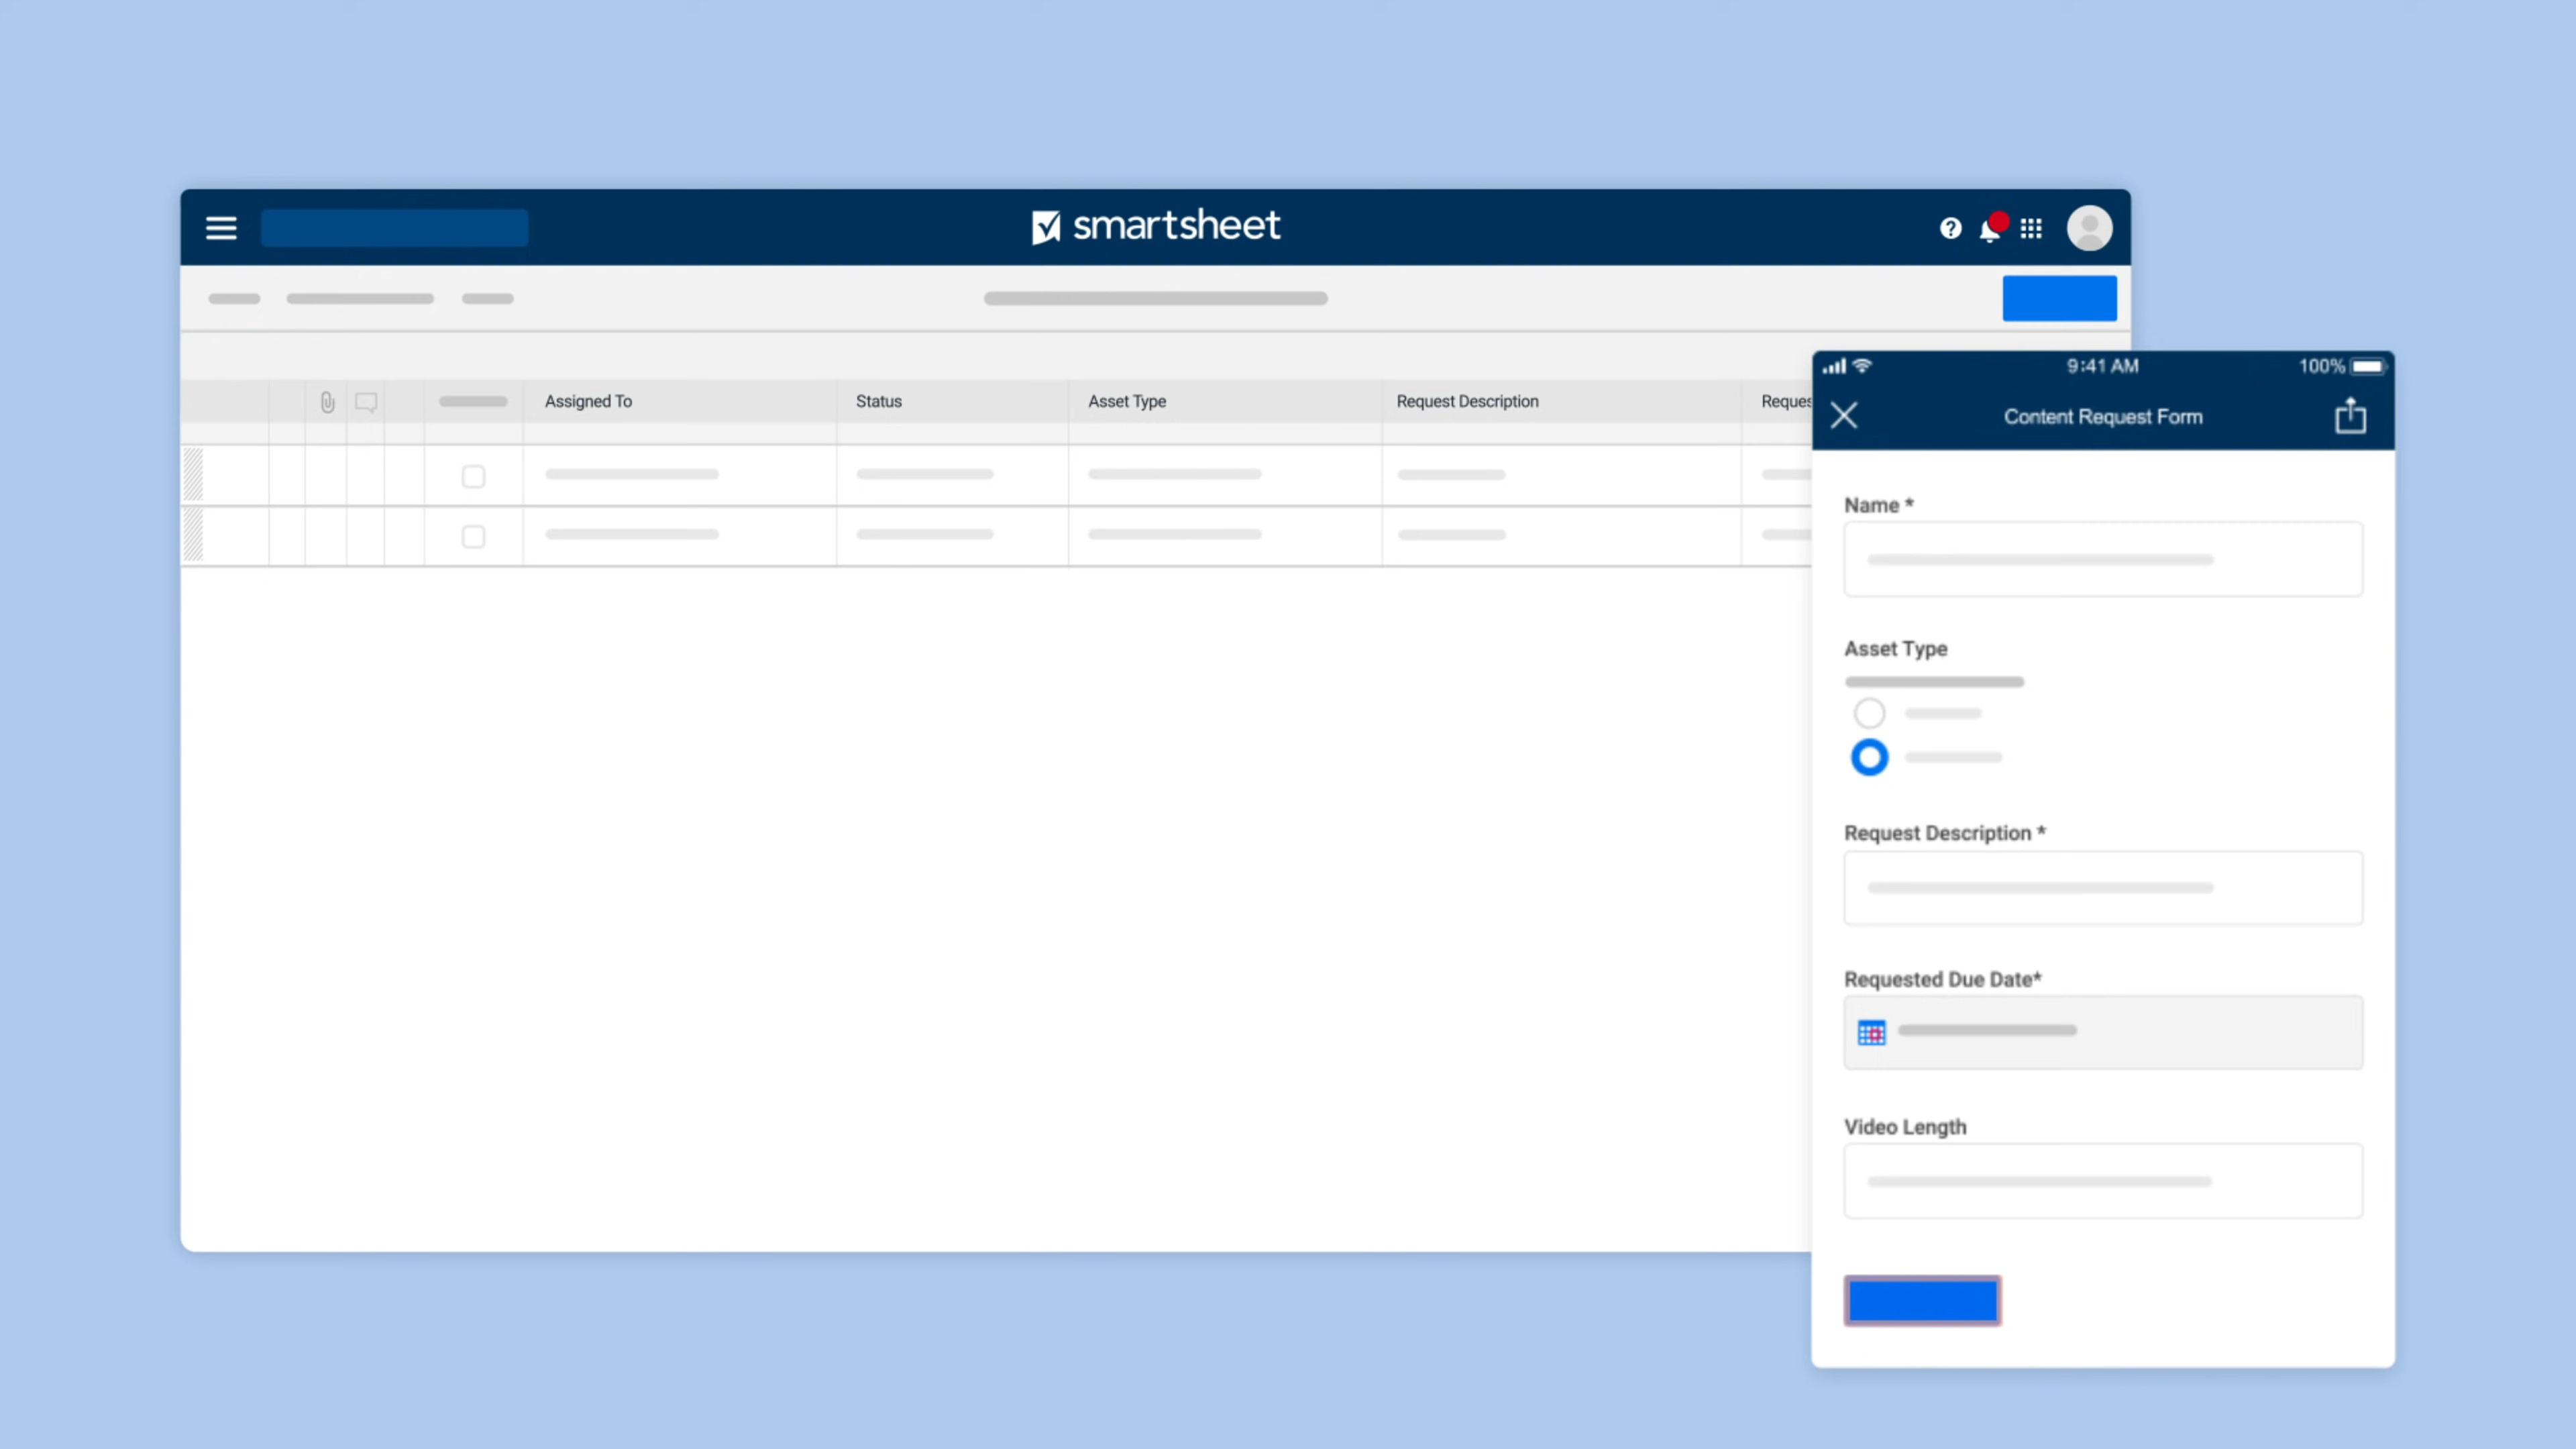 smartsheet
Assigned To
Status
Asset Type
Request Description
Reques
9:41 AM
100%
Content Request Form
Name *
Asset Type
Request Description *
Requested Due Date*
Video Length